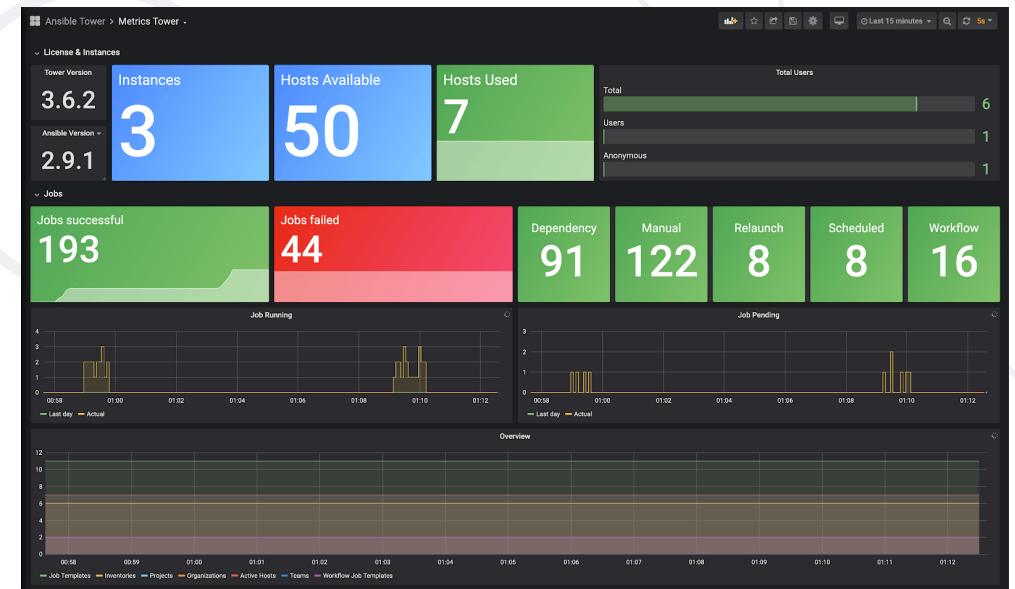 Ansible Tower > Metrics Tower
Last 15 minutes
5s
License & Instances
Tower Version
3.6.2
Ansible Version
2.9.1
Instances
3
Hosts Available
50
Hosts Used
7
Total Users
Total
6
Users
1
Anonymous
1
Jobs
Jobs successful
193
Jobs failed
44
Dependency
91
Manual
122
Relaunch
8
Scheduled
8
Workflow
16
Job Running
4
3
2
1
0
00:58 01:00 01:02 01:04 01:06 01:08 01:10 01:12
Last day Actual
Job Pending
3
2
1
0
00:58 01:00 01:02 01:04 01:06 01:08 01:10 01:12
Last day Actual
Overview
12
10
8
6
4
2
0
00:58 00:59 01:00 01:01 01:02 01:03 01:04 01:05 01:06 01:07 01:08 01:09 01:10 01:11 01:12
Job Templates Inventories Projects Organizations Active Hosts Teams Workflow Job Templates